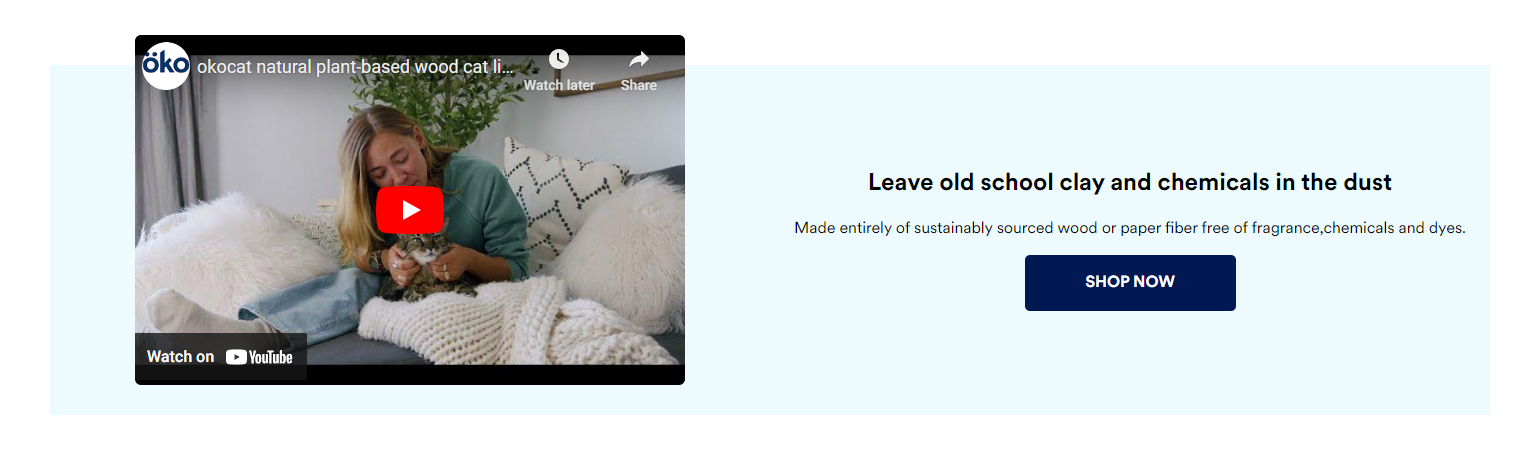 öko
okocat natural plant-based wood cat li...
Watch later
Share
Leave old school clay and chemicals in the dust
Made entirely of sustainably sourced wood or paper fiber free of fragrance,chemicals and dyes.
SHOP NOW
Watch on YouTube